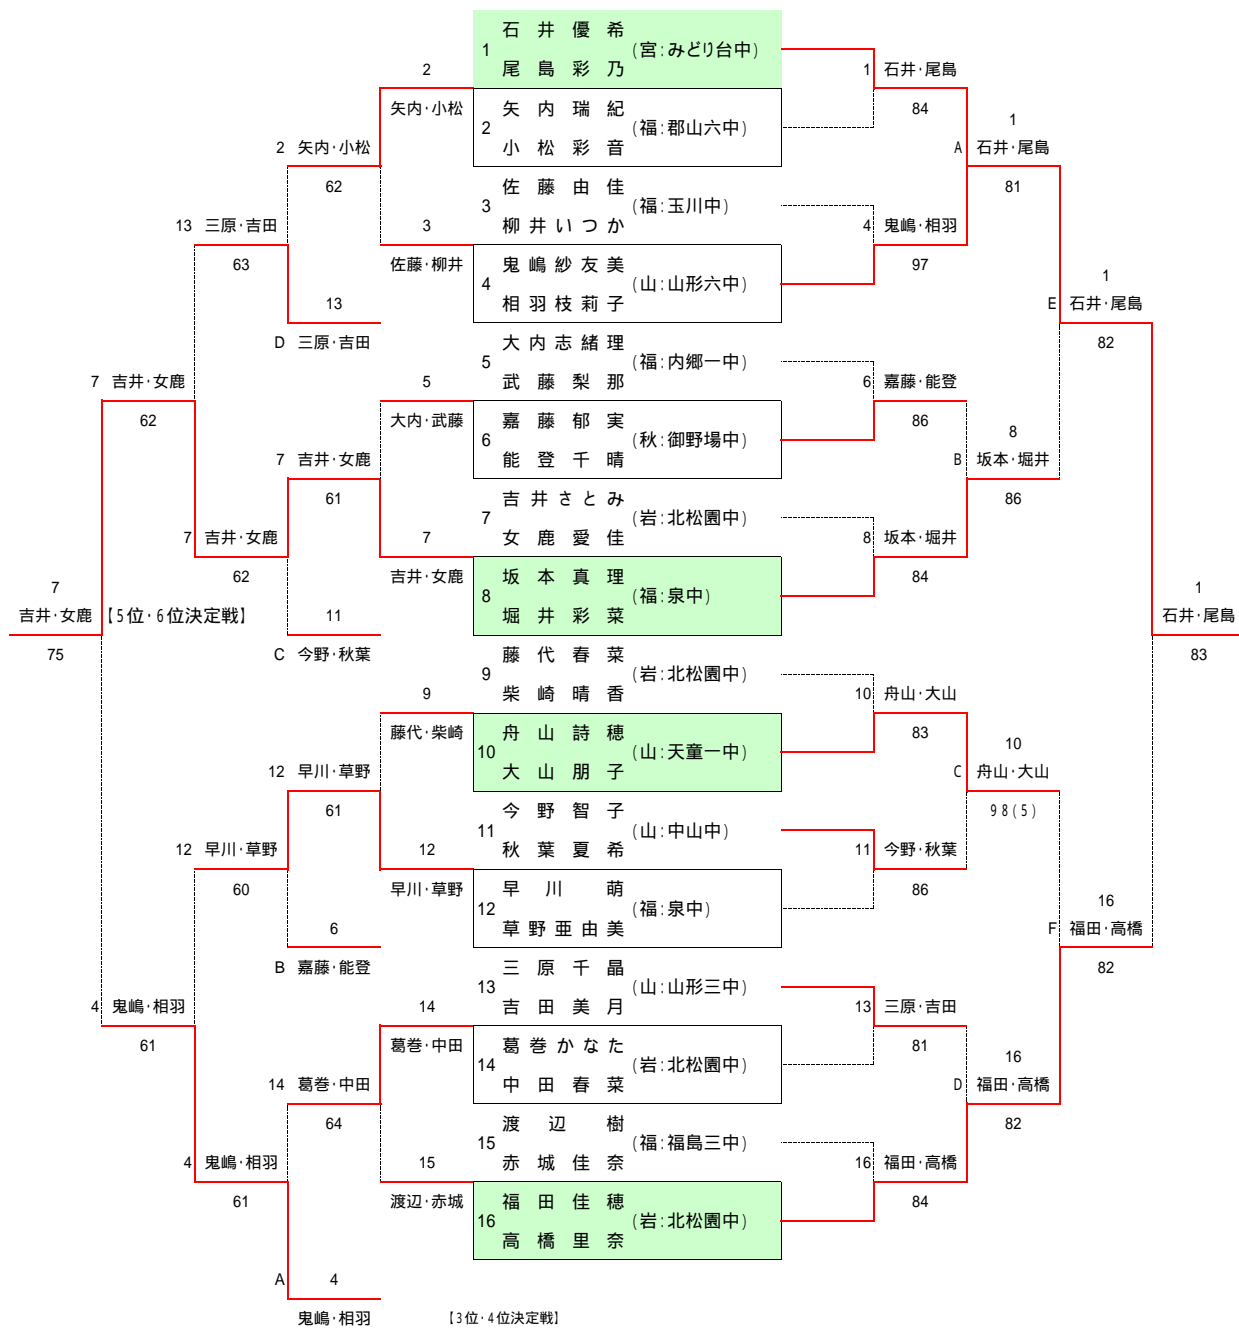 石井優希
1 (宮:みどり台中)
尾島彩乃
2
1 石井・尾島
矢内・小松
84
矢内瑞紀
2 (福:郡山六中)
小松彩音
1
2 矢内・小松
A 石井・尾島
62
81
佐藤由佳
3 (福:玉川中)
柳井いつか
13 三原・吉田
3
4 鬼嶋・相羽
63
佐藤・柳井
97
鬼嶋紗友美
4 (山:山形六中)
相羽枝莉子
1
13
E 石井・尾島
D 三原・吉田
82
大内志緒理
5 (福:内郷一中)
武藤梨那
7 吉井・女鹿
5
6 嘉藤・能登
62
大内・武藤
86
嘉藤郁実
6 (秋:御野場中)
能登千晴
8
7 吉井・女鹿
B 坂本・堀井
61
86
吉井さとみ
7 (岩:北松園中)
女鹿愛佳
7 吉井・女鹿
7
8 坂本・堀井
62
吉井・女鹿
84
坂本真理
8 (福:泉中)
堀井彩菜
7
吉井・女鹿 【5位・6位決定戦】
75
11
C 今野・秋葉
1
石井・尾島
83
藤代春菜
9 (岩:北松園中)
柴崎晴香
9
10 舟山・大山
藤代・柴崎
83
舟山詩穂
10 (山:天童一中)
大山朋子
10
12 早川・草野
C 舟山・大山
61
98(5)
今野智子
11 (山:中山中)
秋葉夏希
12 早川・草野
12
11 今野・秋葉
60
早川・草野
86
早川萌
12 (福:泉中)
草野亜由美
16
6
F 福田・高橋
B 嘉藤・能登
82
三原千晶
13 (山:山形三中)
吉田美月
4 鬼嶋・相羽
14
13 三原・吉田
61
葛巻・中田
81
葛巻かなた
14 (岩:北松園中)
中田春菜
16
14 葛巻・中田
D 福田・高橋
64
82
渡辺樹
15 (福:福島三中)
赤城佳奈
4 鬼嶋・相羽
15
16 福田・高橋
61
渡辺・赤城
84
福田佳穂
16 (岩:北松園中)
高橋里奈
A 4
鬼嶋・相羽
【3位・4位決定戦】